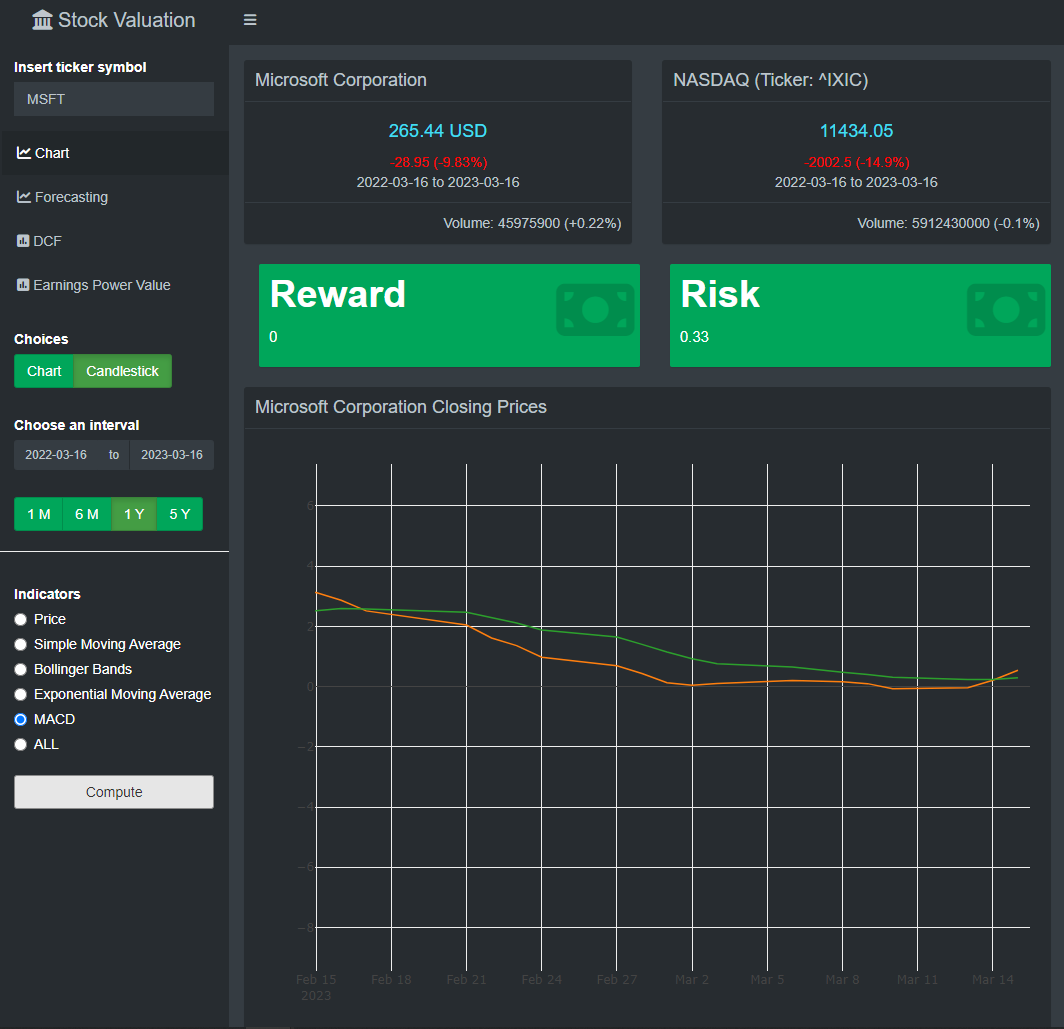 Stock Valuation
Insert ticker symbol
MSFT
Chart
Forecasting
DCF
Earnings Power Value
Choices
Chart Candlestick
Choose an interval
2022-03-16 to 2023-03-16
1 M 6 M 1 Y 5 Y
Indicators
Price
Simple Moving Average
Bollinger Bands
Exponential Moving Average
MACD
ALL
Compute
Microsoft Corporation
265.44 USD
-28.95 (-9.83%)
2022-03-16 to 2023-03-16
Volume: 45975900 (+0.22%)
NASDAQ (Ticker: ^IXIC)
11434.05
-2002.5 (-14.9%)
2022-03-16 to 2023-03-16
Volume: 5912430000 (-0.1%)
Reward
0
Risk
0.33
Microsoft Corporation Closing Prices
6
4
2
0
−2
−4
−6
−8
Feb 15 Feb 18 Feb 21 Feb 24 Feb 27 Mar 2 Mar 5 Mar 8 Mar 11 Mar 14
2023